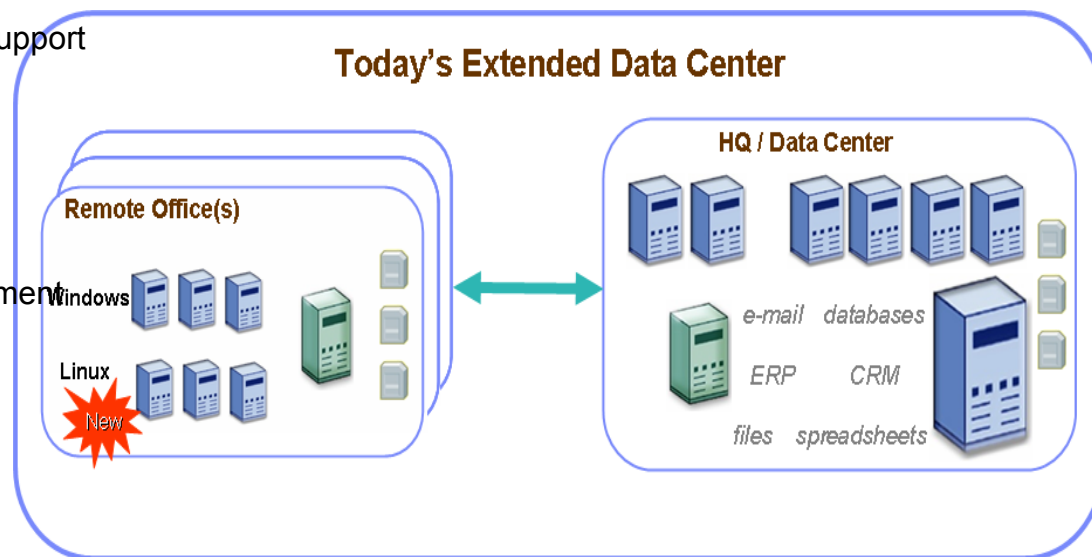 upport
Today's Extended Data Center
HQ / Data Center
Remote Office(s)
Windows
ment
Linux
New
e-mail databases
ERP CRM
files spreadsheets